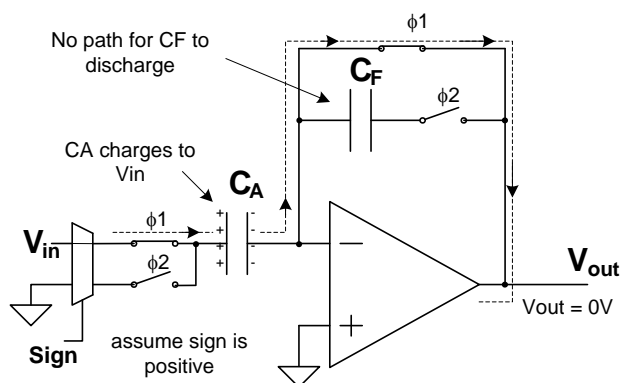 ϕ1
No path for CF to
discharge
CF
ϕ2
CA charges to
Vin
CA
+ -
+ -
+ -
+ -
ϕ1
Vin
ϕ2
−
+
Vout
Vout = 0V
Sign
assume sign is
positive